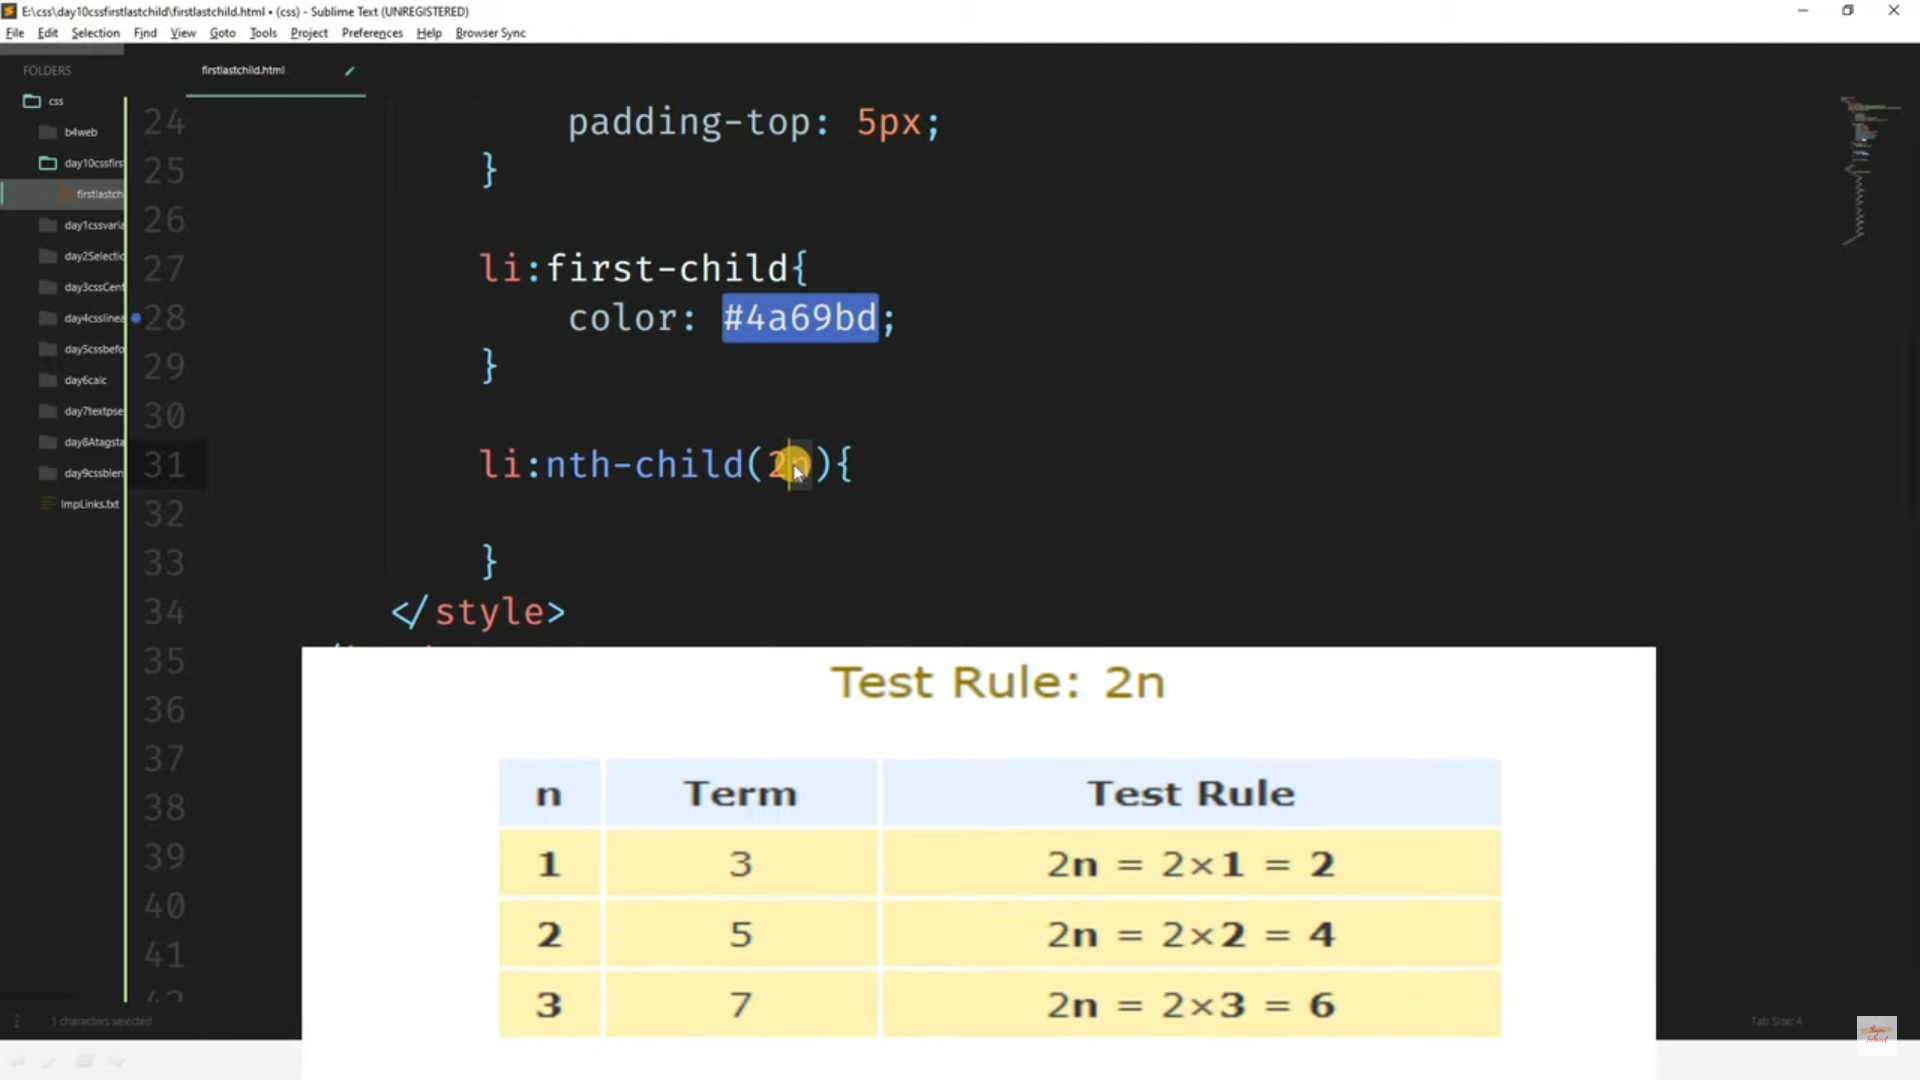 E:\css\day10cssfirstlastchild\firstlastchild.html • (css) - Sublime Text (UNREGISTERED)
File Edit Selection Find View Goto Tools Project Preferences Help Browser Sync
FOLDERS
css
b4web
day10cssfirs
firstlastch
day1cssvaria
day2Selectio
day3cssCent
day4csslinea
day5cssbefo
day6calc
day7textpse
day8Atagsta
day9cssblen
ImpLinks.txt
firstlastchild.html
24 padding-top: 5px;
25 }
26
27 li:first-child{
28 color: #4a69bd;
29 }
30
31 li:nth-child(2n){
32
33 }
34 </style>
35
36
37
38
39
40
41
42
Test Rule: 2n
n Term Test Rule
1 3 2n = 2×1 = 2
2 5 2n = 2×2 = 4
3 7 2n = 2×3 = 6
1 characters selected
Tab Size: 4